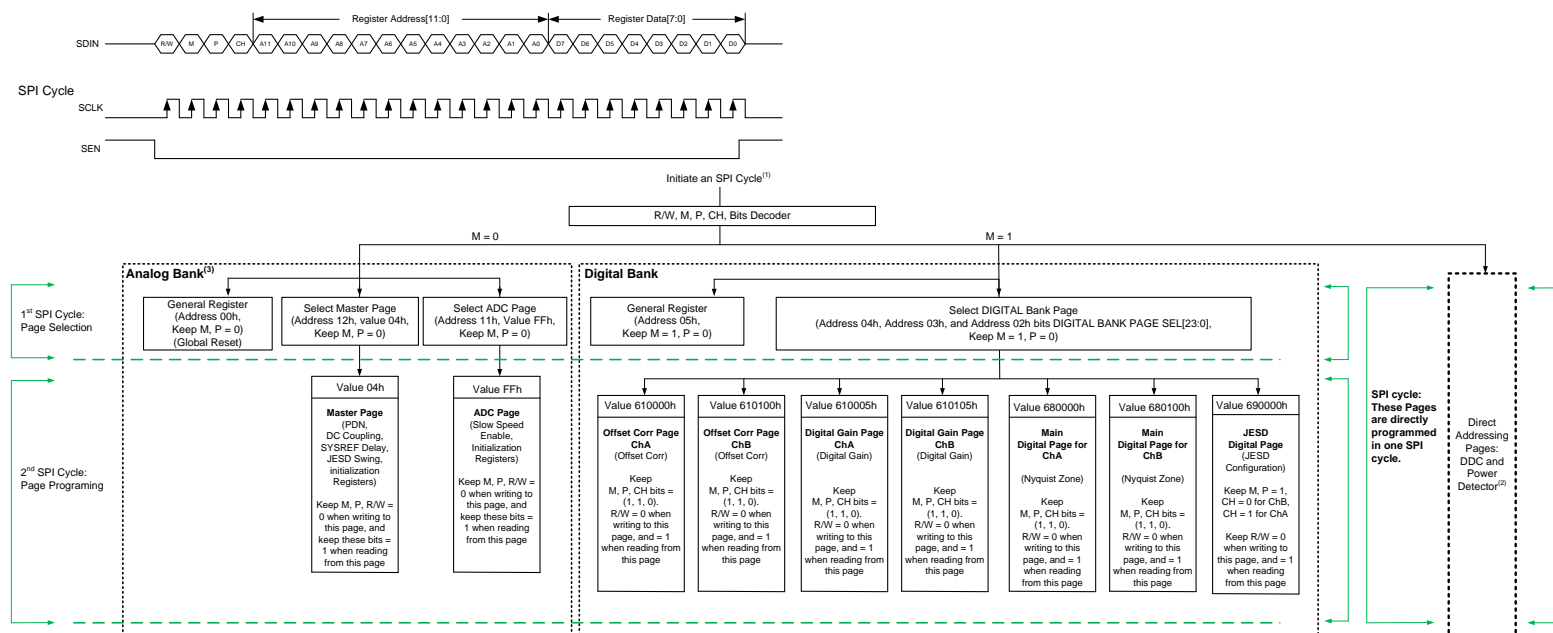 Register Address[11:0]
Register Data[7:0]
SDIN
R/W M P CH A11 A10 A9 A8 A7 A6 A5 A4 A3 A2 A1 A0 D7 D6 D5 D4 D3 D2 D1 D0
SPI Cycle
SCLK
SEN
Initiate an SPI Cycle(1)
R/W, M, P, CH, Bits Decoder
M = 0
M = 1
Analog Bank(3)
Digital Bank
1st SPI Cycle:
Page Selection
General Register
(Address 00h,
Keep M, P = 0)
(Global Reset)
Select Master Page
(Address 12h, value 04h,
Keep M, P = 0)
Select ADC Page
(Address 11h, Value FFh,
Keep M, P = 0)
General Register
(Address 05h,
Keep M = 1, P = 0)
Select DIGITAL Bank Page
(Address 04h, Address 03h, and Address 02h bits DIGITAL BANK PAGE SEL[23:0],
Keep M = 1, P = 0)
2nd SPI Cycle:
Page Programing
Value 04h
Master Page
(PDN,
DC Coupling,
SYSREF Delay,
JESD Swing,
initialization
Registers)
Keep M, P, R/W =
0 when writing to
this page, and
keep these bits =
1 when reading
from this page
Value FFh
ADC Page
(Slow Speed
Enable,
Initialization
Registers)
Keep M, P, R/W =
0 when writing to
this page, and
keep these bits =
1 when reading
from this page
Value 610000h
Offset Corr Page
ChA
(Offset Corr)
Keep
M, P, CH bits =
(1, 1, 0).
R/W = 0 when
writing to this
page, and = 1
when reading from
this page
Value 610100h
Offset Corr Page
ChB
(Offset Corr)
Keep
M, P, CH bits =
(1, 1, 0).
R/W = 0 when
writing to this
page, and = 1
when reading from
this page
Value 610005h
Digital Gain Page
ChA
(Digital Gain)
Keep
M, P, CH bits =
(1, 1, 0).
R/W = 0 when
writing to this
page, and = 1
when reading from
this page
Value 610105h
Digital Gain Page
ChB
(Digital Gain)
Keep
M, P, CH bits =
(1, 1, 0).
R/W = 0 when
writing to this
page, and = 1
when reading from
this page
Value 680000h
Main
Digital Page for
ChA
(Nyquist Zone)
Keep
M, P, CH bits =
(1, 1, 0).
R/W = 0 when
writing to this
page, and = 1
when reading
from this page
Value 680100h
Main
Digital Page for
ChB
(Nyquist Zone)
Keep
M, P, CH bits =
(1, 1, 0).
R/W = 0 when
writing to this
page, and = 1
when reading from
this page
Value 690000h
JESD
Digital Page
(JESD
Configuration)
Keep M, P = 1,
CH = 0 for ChB,
CH = 1 for ChA
Keep R/W = 0
when writing to
this page, and = 1
when reading
from this page
SPI cycle:
These Pages
are directly
programmed
in one SPI
cycle.
Direct
Addressing
Pages:
DDC and
Power
Detector(2)